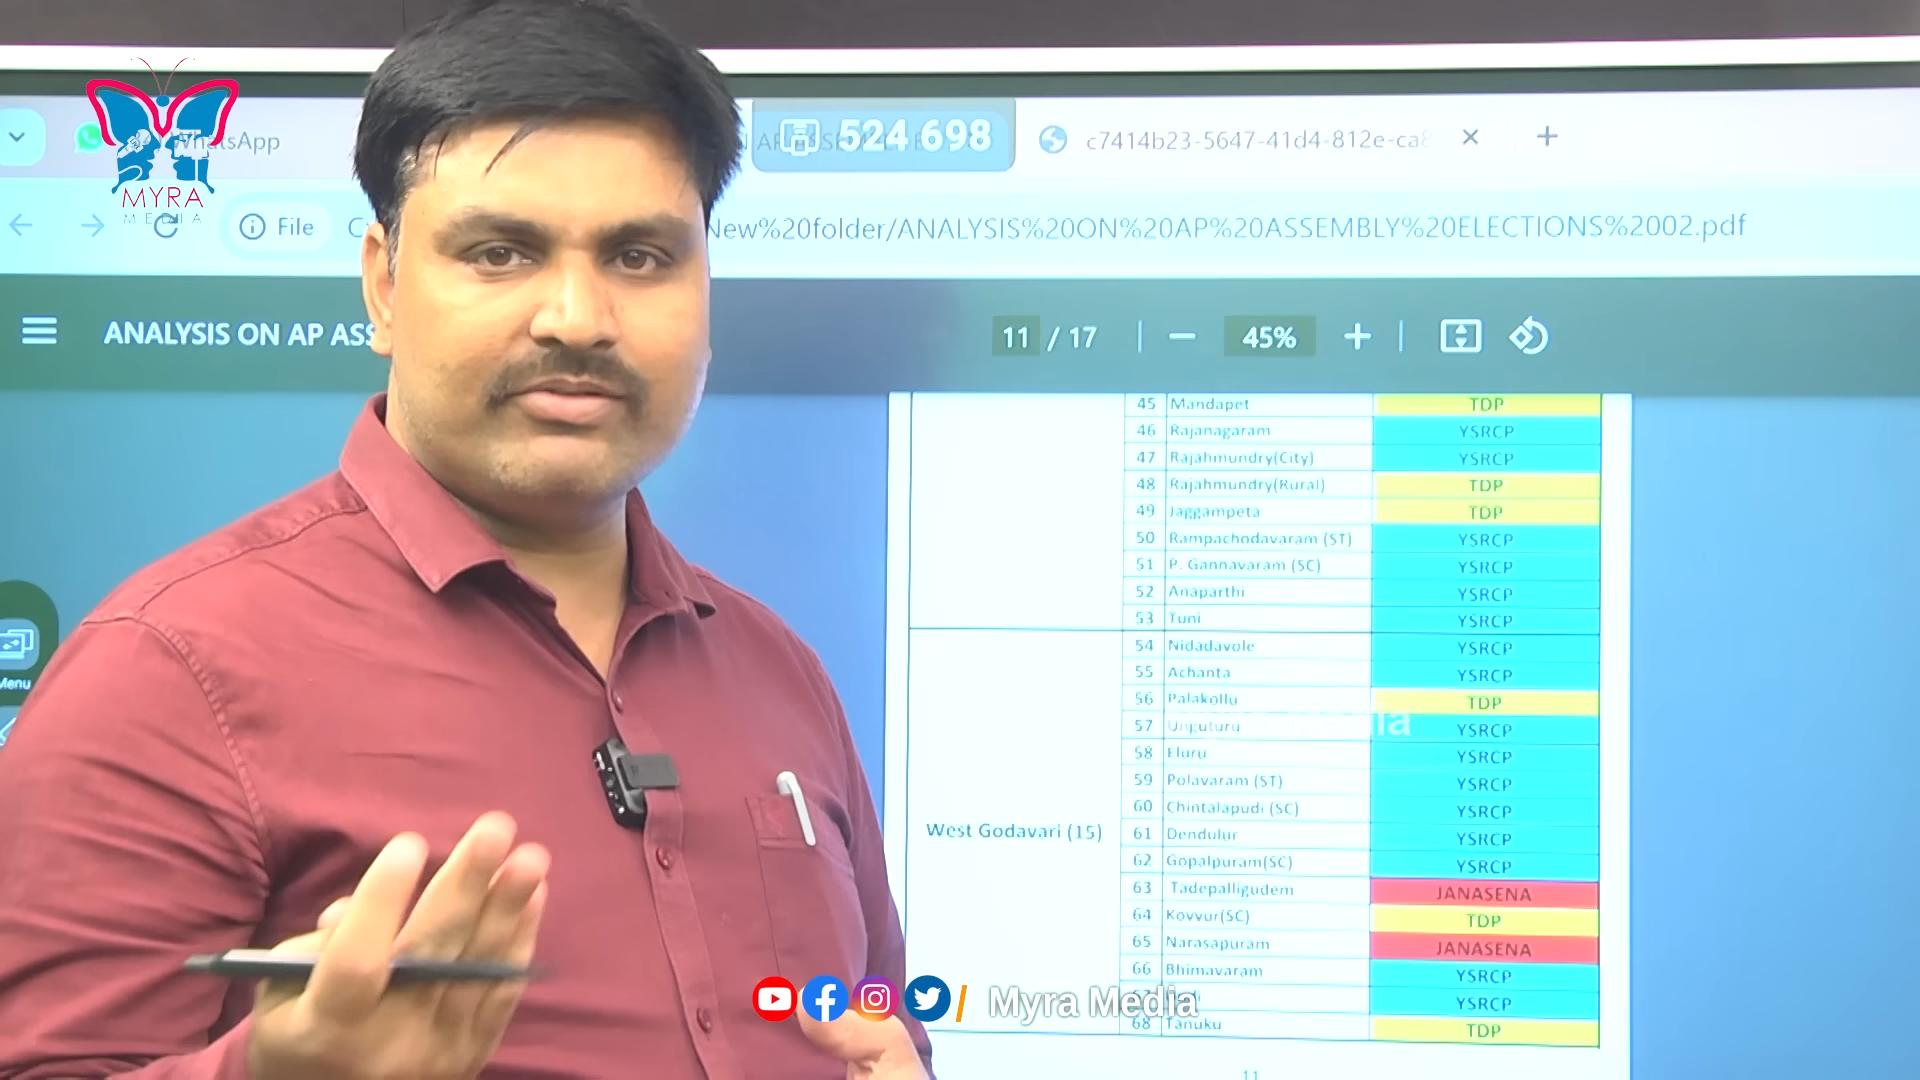 MYRA
MEDIA
WhatsApp
524 698
c7414b23-5647-41d4-812e-ca8
File
New%20folder/ANALYSIS%20ON%20AP%20ASSEMBLY%20ELECTIONS%2002.pdf
ANALYSIS ON AP ASS
11 / 17
45%
45 Mandapet TDP
46 Rajanagaram YSRCP
47 Rajahmundry(City) YSRCP
48 Rajahmundry(Rural) TDP
49 Jaggampeta TDP
50 Rampachodavaram (ST) YSRCP
51 P. Gannavaram (SC) YSRCP
52 Anaparthi YSRCP
53 Tuni YSRCP
West Godavari (15)
54 Nidadavole YSRCP
55 Achanta YSRCP
56 Palakollu TDP
57 Unguturu YSRCP
58 Eluru YSRCP
59 Polavaram (ST) YSRCP
60 Chintalapudi (SC) YSRCP
61 Dendulur YSRCP
62 Gopalpuram(SC) YSRCP
63 Tadepalligudem JANASENA
64 Kovvur(SC) TDP
65 Narasapuram JANASENA
66 Bhimavaram YSRCP
YSRCP
68 Tanuku TDP
11
Menu
/ Myra Media